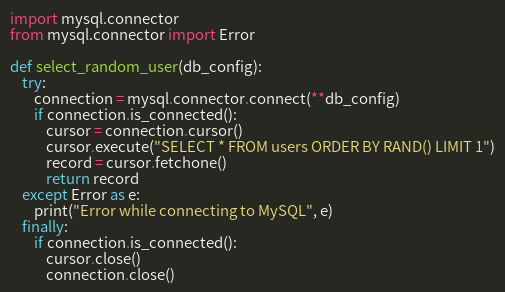 import mysql.connector
from mysql.connector import Error

def select_random_user(db_config):
    try:
        connection = mysql.connector.connect(**db_config)
        if connection.is_connected():
            cursor = connection.cursor()
            cursor.execute("SELECT * FROM users ORDER BY RAND() LIMIT 1")
            record = cursor.fetchone()
            return record
    except Error as e:
        print("Error while connecting to MySQL", e)
    finally:
        if connection.is_connected():
            cursor.close()
            connection.close()